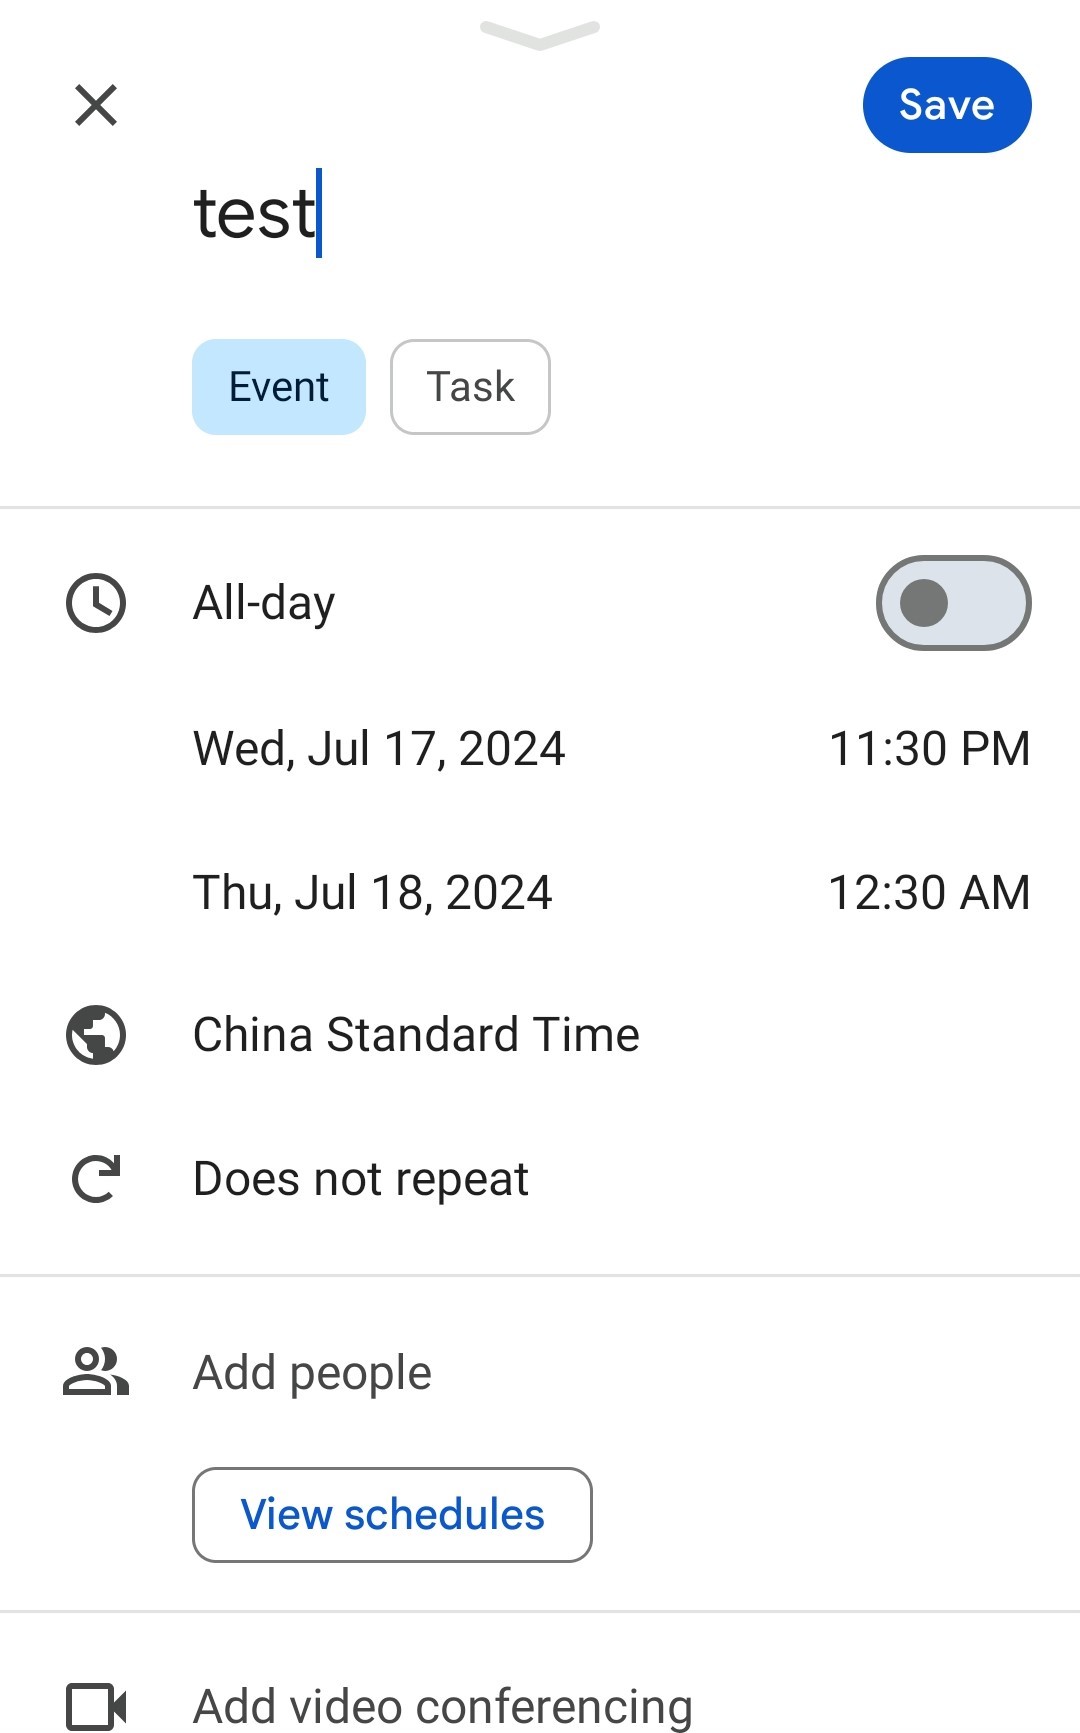 Save
test
Event Task
All-day
Wed, Jul 17, 2024 11:30 PM
Thu, Jul 18, 2024 12:30 AM
China Standard Time
Does not repeat
Add people
View schedules
Add video conferencing